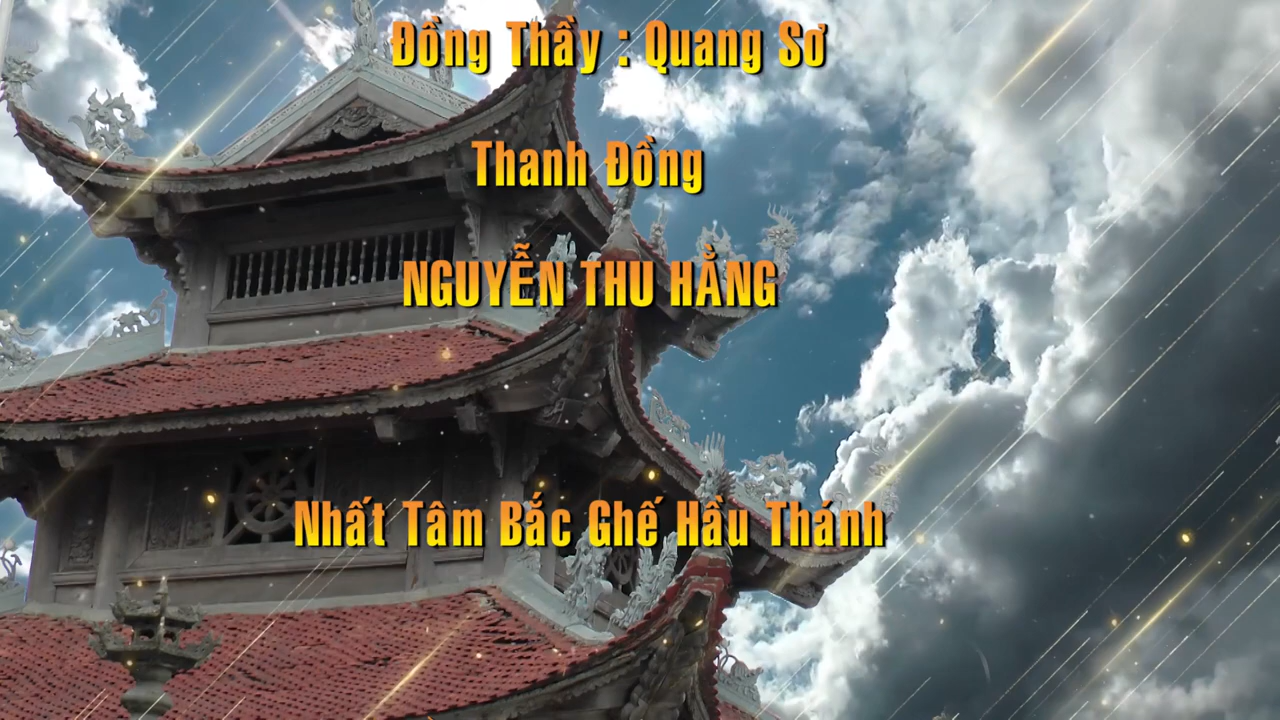 Đồng Thầy : Quang Sơ
Thanh Đồng
NGUYỄN THU HẰNG
Nhất Tâm Bắc Ghế Hầu Thánh